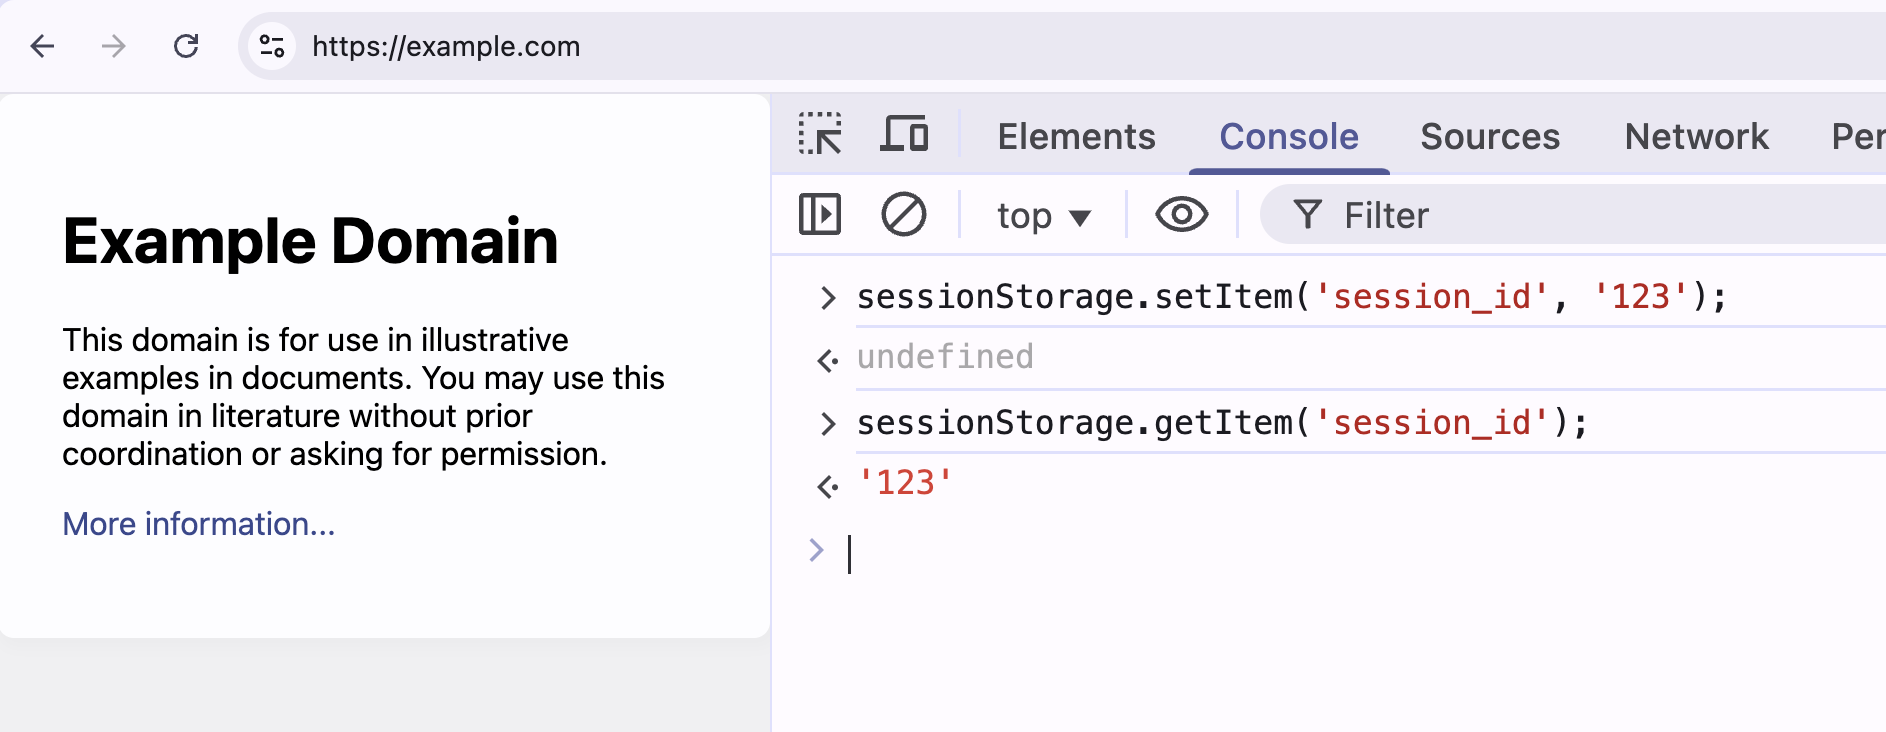 https://example.com
Elements Console Sources Network Per
top Filter
Example Domain
This domain is for use in illustrative
examples in documents. You may use this
domain in literature without prior
coordination or asking for permission.
More information...
> sessionStorage.setItem('session_id', '123');
undefined
> sessionStorage.getItem('session_id');
'123'
>